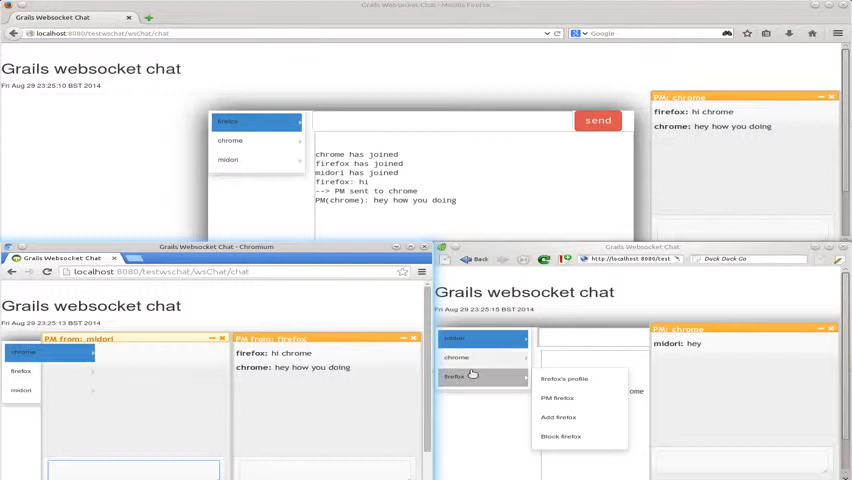 Grails Websocket Chat - Mozilla Firefox
Grails Websocket Chat
localhost:8080/testwschat/wsChat/chat
Google
Grails websocket chat
Fri Aug 29 23:25:10 BST 2014
firefox
chrome
midori
send
chrome has joined
firefox has joined
midori has joined
firefox: hi
--> PM sent to chrome
PM(chrome): hey how you doing
PM: chrome
firefox: hi chrome
chrome: hey how you doing
Grails Websocket Chat - Chromium
Grails Websocket Chat
localhost:8080/testwschat/wsChat/chat
Grails websocket chat
Fri Aug 29 23:25:13 BST 2014
chrome
firefox
midori
PM from: midori
PM from: firefox
firefox: hi chrome
chrome: hey how you doing
Grails Websocket Chat
Back
http://localhost:8080/test
Duck Duck Go
Grails websocket chat
Fri Aug 29 23:25:15 BST 2014
midori
chrome
firefox
firefox's profile
PM firefox
Add firefox
Block firefox
PM: chrome
midori: hey